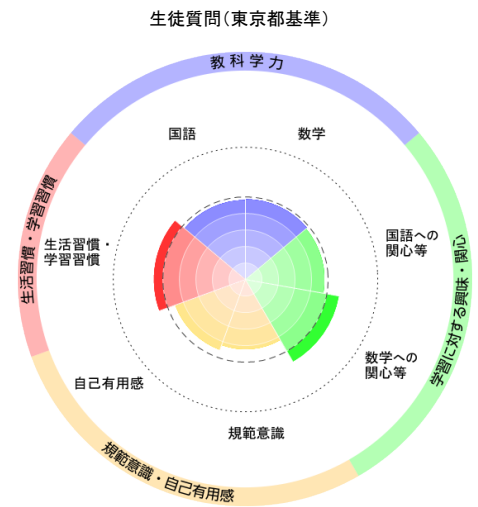 生徒質問（東京都基準）
教科学力
国語
数学
生活習慣・学習習慣
生活習慣・
学習習慣
国語への
関心等
学習に対する興味・関心
数学への
関心等
自己有用感
規範意識
規範意識・自己有用感